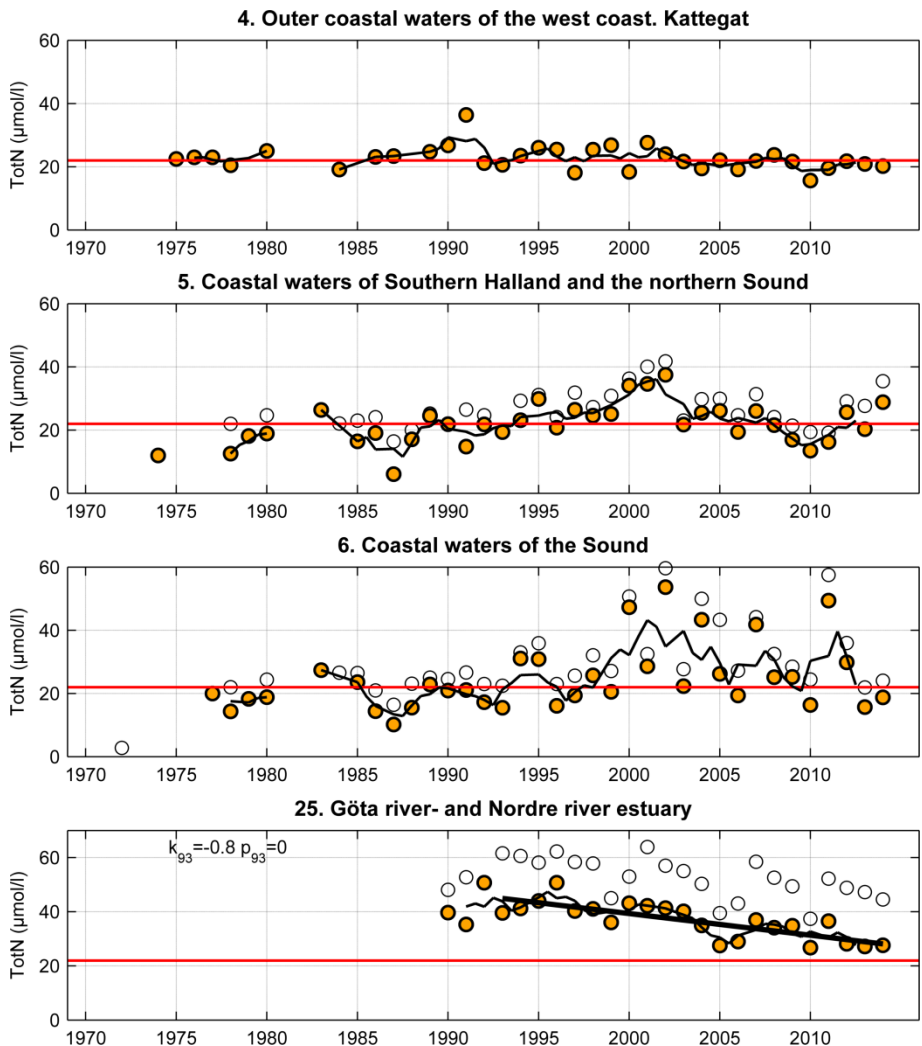 4. Outer coastal waters of the west coast. Kattegat
60
40
20
0
TotN (µmol/l)
1970 1975 1980 1985 1990 1995 2000 2005 2010
5. Coastal waters of Southern Halland and the northern Sound
60
40
20
0
TotN (µmol/l)
1970 1975 1980 1985 1990 1995 2000 2005 2010
6. Coastal waters of the Sound
60
40
20
0
TotN (µmol/l)
1970 1975 1980 1985 1990 1995 2000 2005 2010
25. Göta river- and Nordre river estuary
k93=-0.8 p93=0
60
40
20
0
TotN (µmol/l)
1970 1975 1980 1985 1990 1995 2000 2005 2010